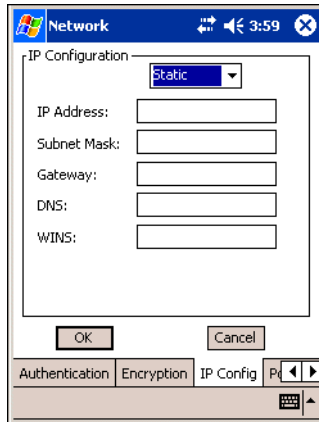 Network 3:59
IP Configuration
Static
IP Address:
Subnet Mask:
Gateway:
DNS:
WINS:
OK Cancel
Authentication Encryption IP Config